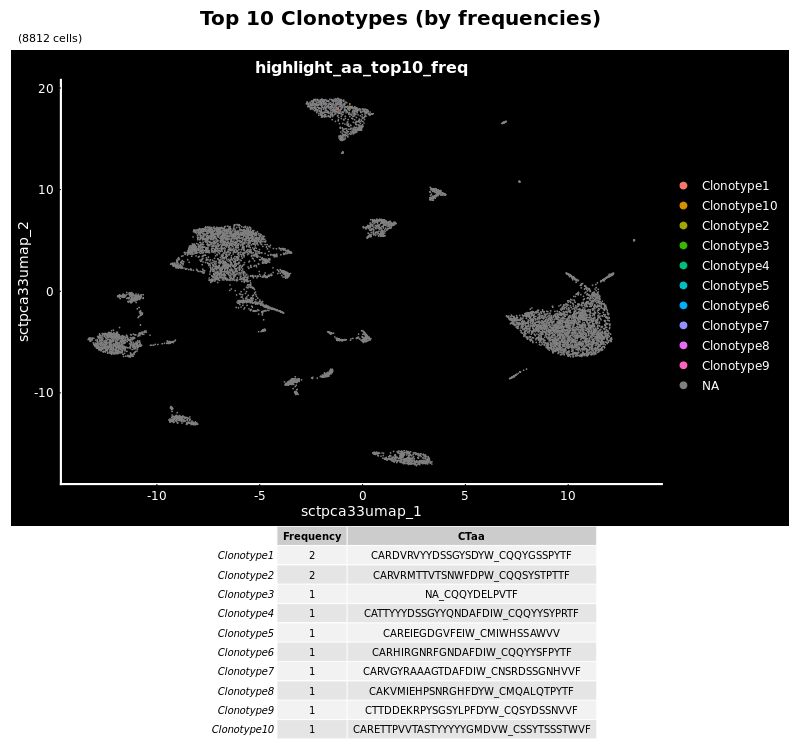 Top 10 Clonotypes (by frequencies)
(8812 cells)
highlight_aa_top10_freq
20
10
0
-10
sctpca33umap_2
-10
-5
0
5
10
sctpca33umap_1
Clonotype1
Clonotype10
Clonotype2
Clonotype3
Clonotype4
Clonotype5
Clonotype6
Clonotype7
Clonotype8
Clonotype9
NA
Frequency CTaa
Clonotype1 2 CARDVRVYYDSSGYSDYW_CQQYGSSPYTF
Clonotype2 2 CARVRMTTVTSNWFDPW_CQQSYSTPTTF
Clonotype3 1 NA_CQQYDELPVTF
Clonotype4 1 CATTYYYDSSGYYQNDAFDIW_CQQYYSYPRTF
Clonotype5 1 CAREIEGDGVFEIW_CMIWHSSAWVV
Clonotype6 1 CARHIRGNRFGNDAFDIW_CQQYYSFPYTF
Clonotype7 1 CARVGYRAAAGTDAFDIW_CNSRDSSGNHVVF
Clonotype8 1 CAKVMIEHPSNRGHFDYW_CMQALQTPYTF
Clonotype9 1 CTTDDEKRPYSGSYLPFDYW_CQSYDSSNVVF
Clonotype10 1 CARETTPVVTASTYYYYYGMDVW_CSSYTSSSTWVF